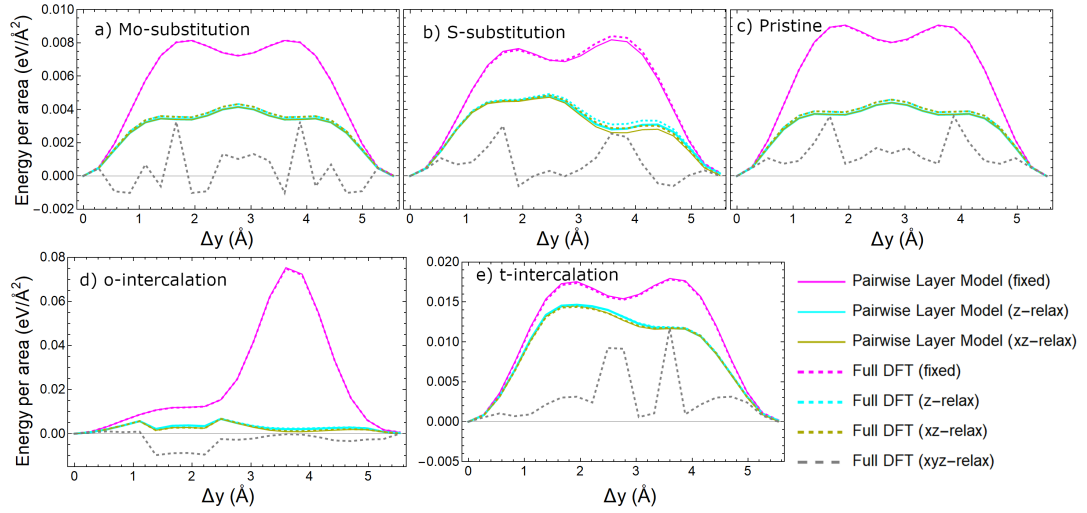 a) Mo-substitution
b) S-substitution
c) Pristine
Energy per area (eV/Å²)
0.010
0.008
0.006
0.004
0.002
0.000
−0.002
0 1 2 3 4 5
0 1 2 3 4 5
0 1 2 3 4 5
Δy (Å)
Δy (Å)
Δy (Å)
d) o-intercalation
e) t-intercalation
Energy per area (eV/Å²)
0.08
0.06
0.04
0.02
0.00
0 1 2 3 4 5
Δy (Å)
0.020
0.015
0.010
0.005
0.000
−0.005
0 1 2 3 4 5
Δy (Å)
Pairwise Layer Model (fixed)
Pairwise Layer Model (z−relax)
Pairwise Layer Model (xz−relax)
Full DFT (fixed)
Full DFT (z−relax)
Full DFT (xz−relax)
Full DFT (xyz−relax)